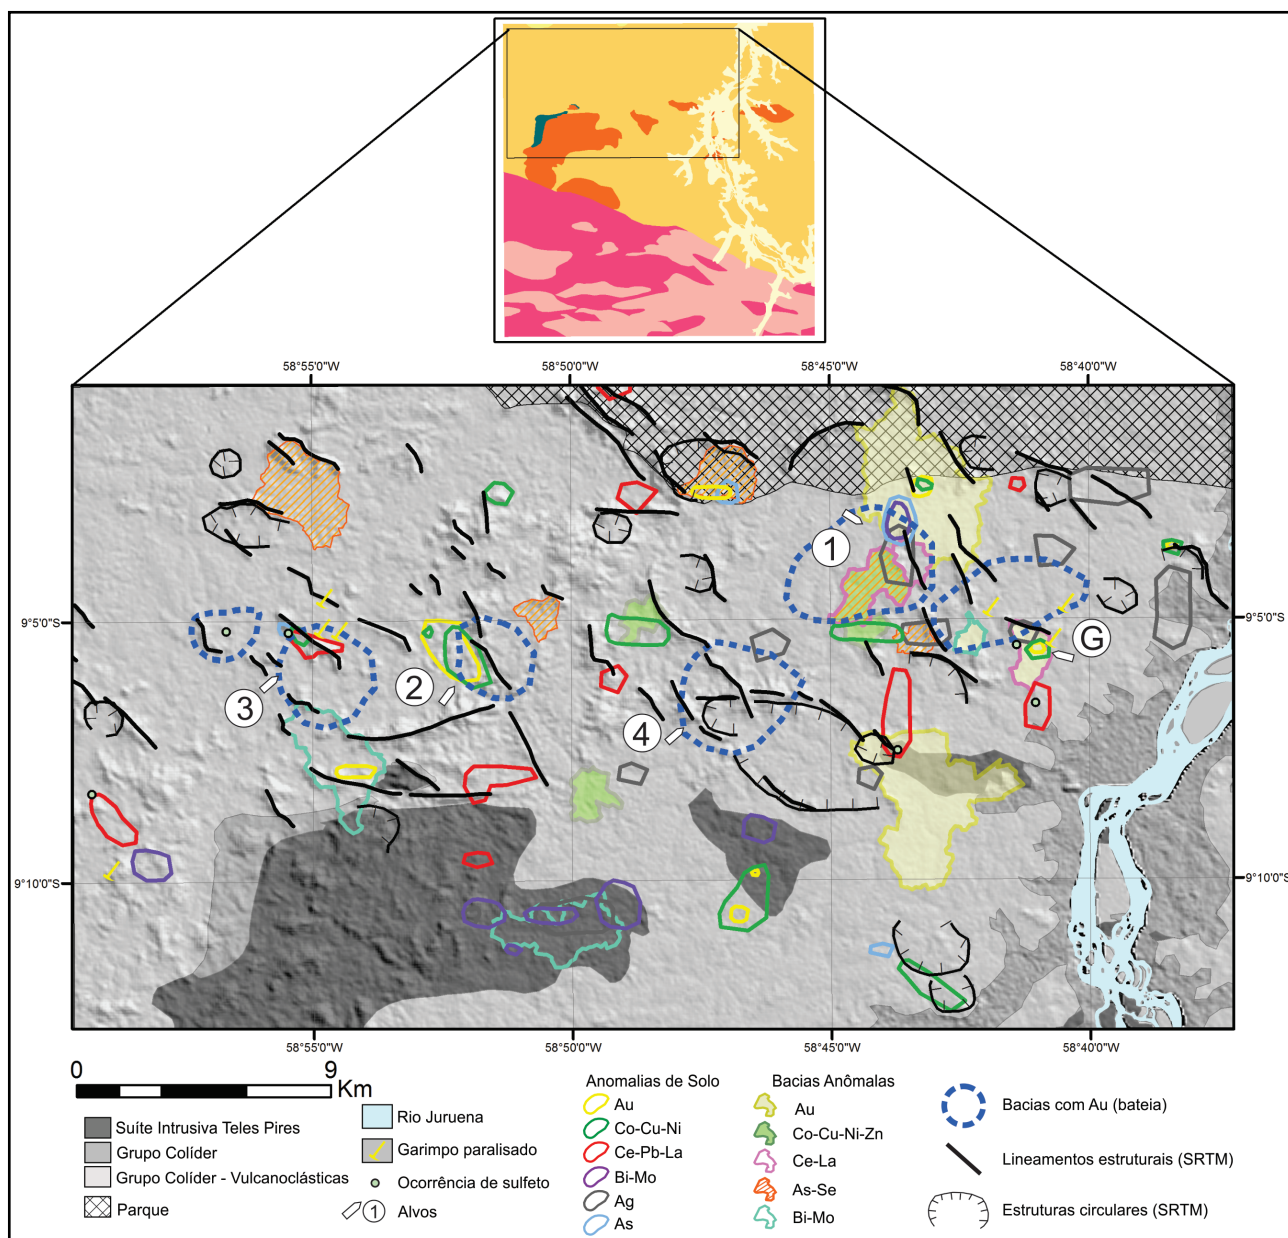 58°55'0"W 58°50'0"W 58°45'0"W 58°40'0"W
1
9°5'0"S 9°5'0"S
G
2
3
4
9°10'0"S 9°10'0"S
58°55'0"W 58°50'0"W 58°45'0"W 58°40'0"W
0 9
Km
Suíte Intrusiva Teles Pires
Grupo Colíder
Grupo Colíder - Vulcanoclásticas
Parque
Rio Juruena
Garimpo paralisado
Ocorrência de sulfeto
1 Alvos
Anomalias de Solo
Au
Co-Cu-Ni
Ce-Pb-La
Bi-Mo
Ag
As
Bacias Anômalas
Au
Co-Cu-Ni-Zn
Ce-La
As-Se
Bi-Mo
Bacias com Au (bateia)
Lineamentos estruturais (SRTM)
Estruturas circulares (SRTM)